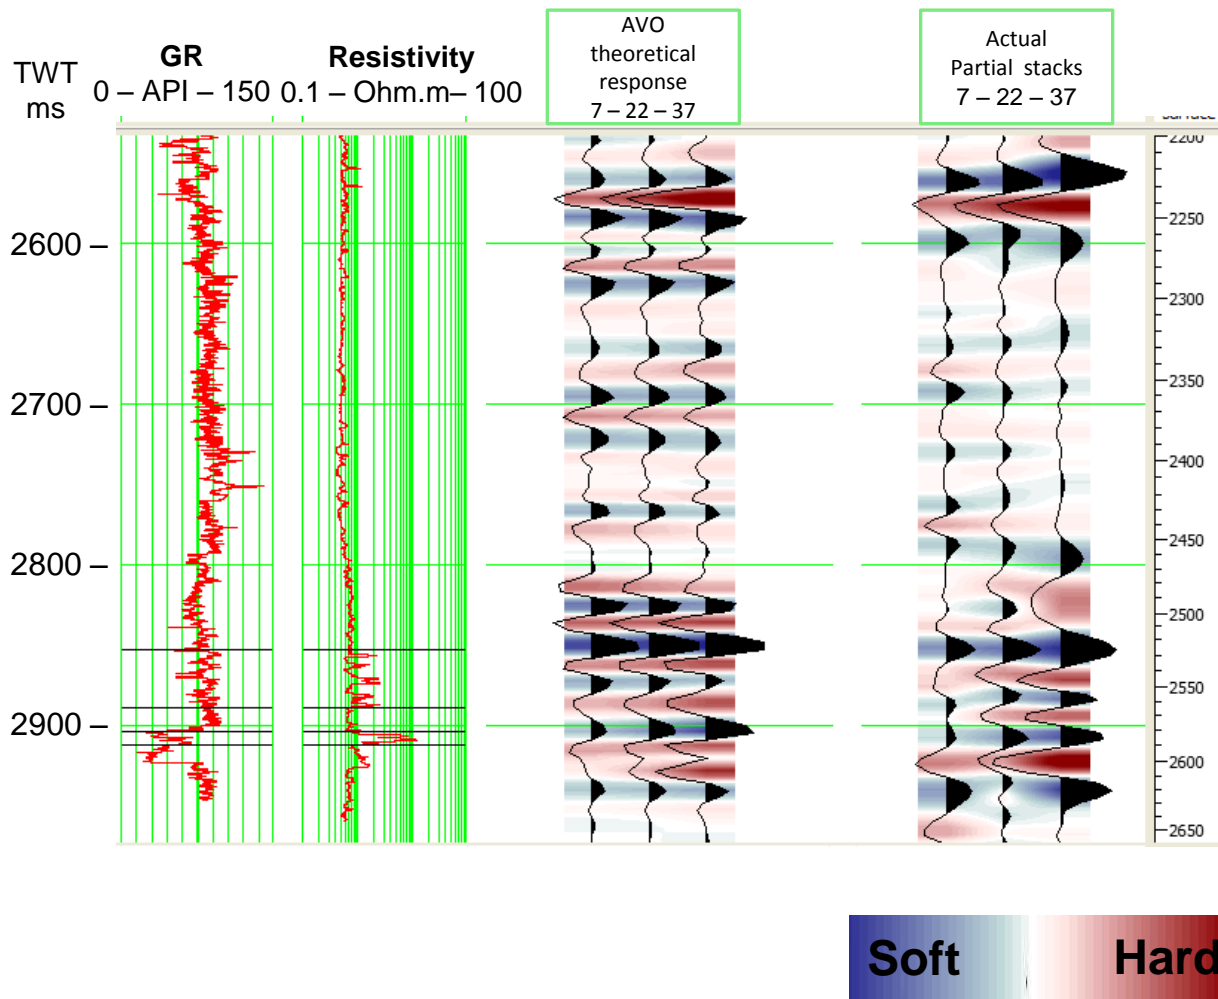 TWT
ms
GR
0 – API – 150
Resistivity
0.1 – Ohm.m– 100
AVO
theoretical
response
7 – 22 – 37
Actual
Partial stacks
7 – 22 – 37
2600 –
2700 –
2800 –
2900 –
2200
2250
2300
2350
2400
2450
2500
2550
2600
2650
Soft
Hard